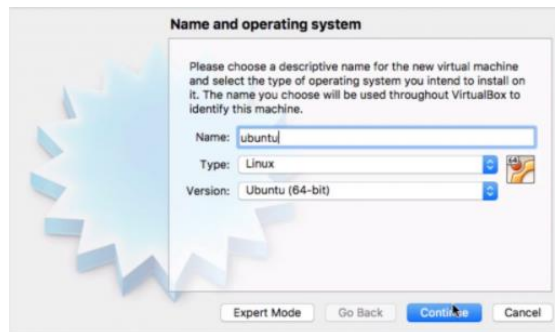 Name and operating system
Please choose a descriptive name for the new virtual machine
and select the type of operating system you intend to install on
it. The name you choose will be used throughout VirtualBox to
identify this machine.
Name: ubuntu
Type: Linux
64
Version: Ubuntu (64-bit)
Expert Mode Go Back Continue Cancel